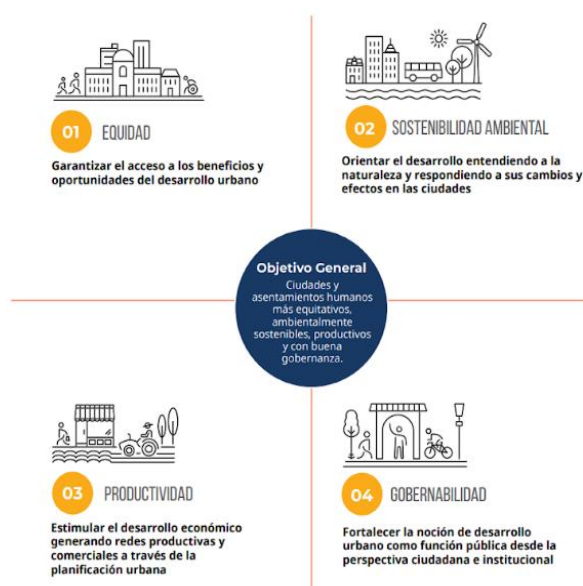 01 EQUIDAD
Garantizar el acceso a los beneficios y
oportunidades del desarrollo urbano
02 SOSTENIBILIDAD AMBIENTAL
Orientar el desarrollo entendiendo a la
naturaleza y respondiendo a sus cambios y
efectos en las ciudades
Objetivo General
Ciudades y
asentamientos humanos
más equitativos,
ambientalmente
sostenibles, productivos
y con buena
gobernanza.
03 PRODUCTIVIDAD
Estimular el desarrollo económico
generando redes productivas y
comerciales a través de la
planificación urbana
04 GOBERNABILIDAD
Fortalecer la noción de desarrollo
urbano como función pública desde la
perspectiva ciudadana e institucional